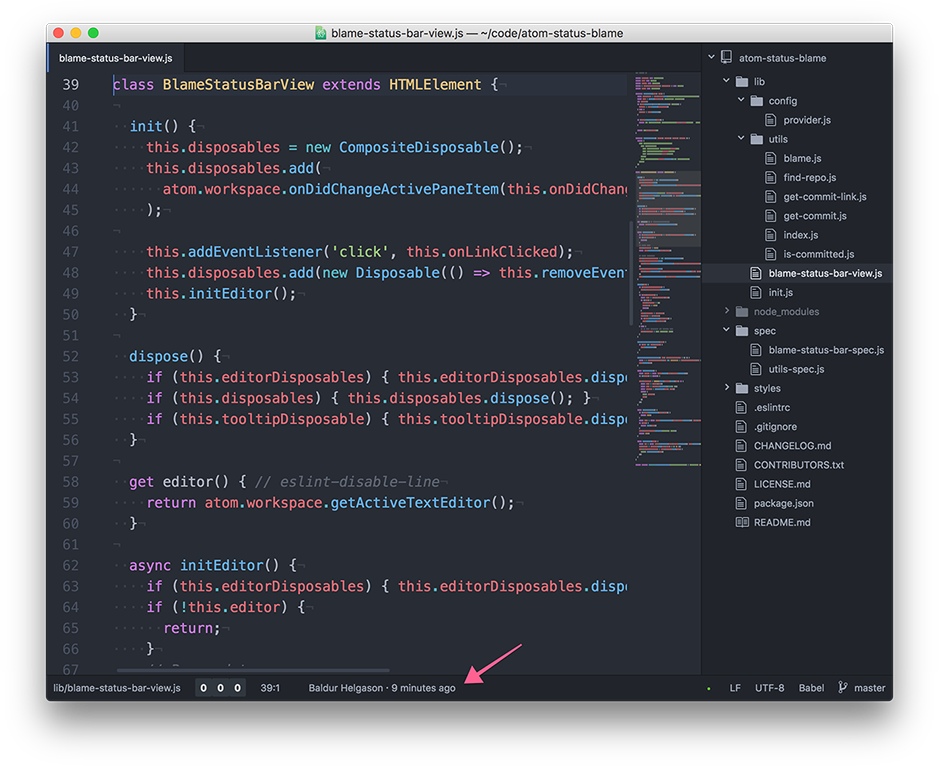 blame-status-bar-view.js — ~/code/atom-status-blame
blame-status-bar-view.js
39 class BlameStatusBarView extends HTMLElement {
40
41 init() {
42 this.disposables = new CompositeDisposable();
43 this.disposables.add(
44 atom.workspace.onDidChangeActivePaneItem(this.onDidChan
45 );
46
47 this.addEventListener('click', this.onLinkClicked);
48 this.disposables.add(new Disposable(() => this.removeEven
49 this.initEditor();
50 }
51
52 dispose() {
53 if (this.editorDisposables) { this.editorDisposables.disp
54 if (this.disposables) { this.disposables.dispose(); }
55 if (this.tooltipDisposable) { this.tooltipDisposable.disp
56 }
57
58 get editor() { // eslint-disable-line
59 return atom.workspace.getActiveTextEditor();
60 }
61
62 async initEditor() {
63 if (this.editorDisposables) { this.editorDisposables.disp
64 if (!this.editor) {
65 return;
66 }
67
atom-status-blame
lib
config
provider.js
utils
blame.js
find-repo.js
get-commit-link.js
get-commit.js
index.js
is-committed.js
blame-status-bar-view.js
init.js
node_modules
spec
blame-status-bar-spec.js
utils-spec.js
styles
.eslintrc
.gitignore
CHANGELOG.md
CONTRIBUTORS.txt
LICENSE.md
package.json
README.md
lib/blame-status-bar-view.js 0 0 0 39:1 Baldur Helgason · 9 minutes ago LF UTF-8 Babel master